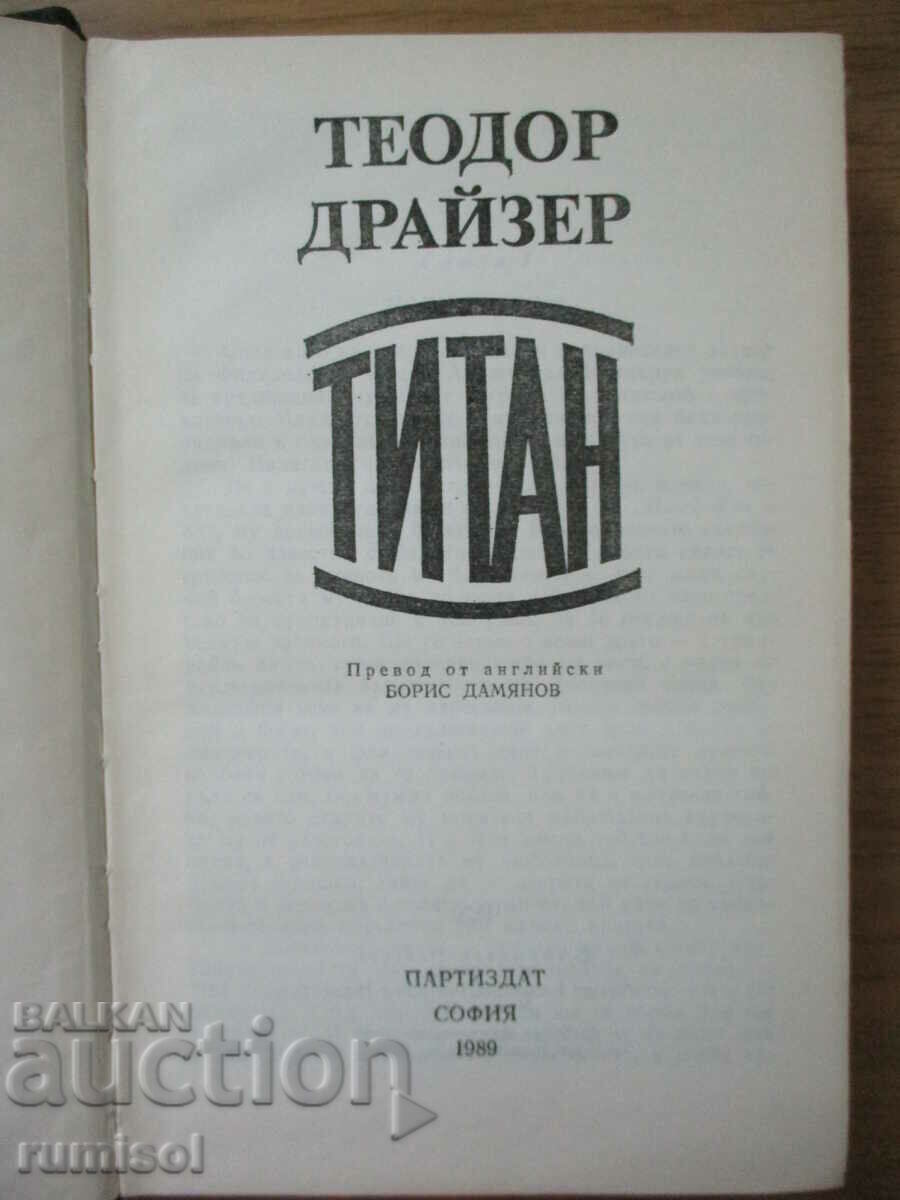 ТЕОДОР
ДРАЙЗЕР
ТИТАН
Превод от английски
БОРИС ДАМЯНОВ
ПАРТИЗДАТ
СОФИЯ
1989
BALKAN
auction
rumisol